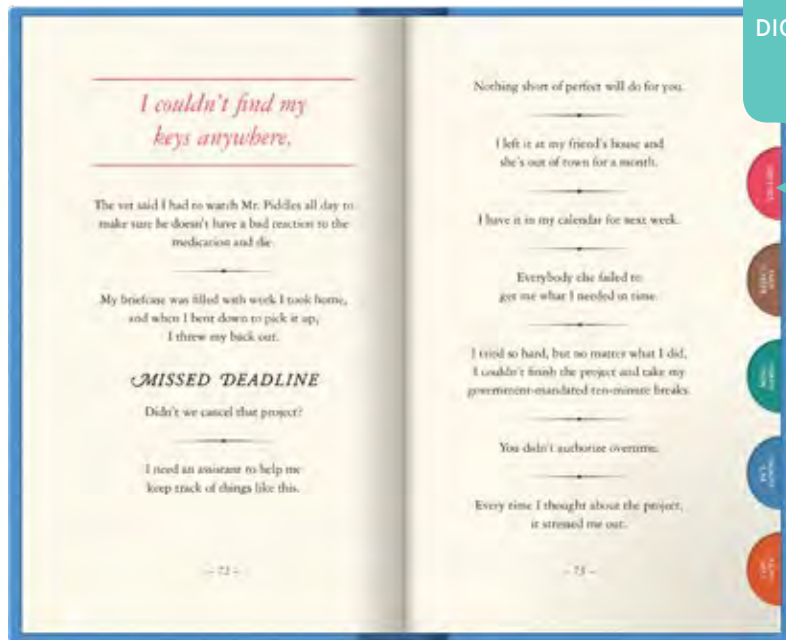 I couldn't find my
keys anywhere.
The vet said I had to watch Mr. Piddles all day to
make sure he doesn't have a bad reaction to the
medication and die.
My briefcase was filled with work I took home,
and when I bent down to pick it up,
I threw my back out.
MISSED DEADLINE
Didn't we cancel that project?
I need an assistant to help me
keep track of things like this.
– 72 –
Nothing short of perfect will do for you.
I left it at my friend's house and
she's out of town for a month.
I have it in my calendar for next week.
Everybody else failed to
get me what I needed in time.
I tried so hard, but no matter what I did,
I couldn't finish the project and take my
government-mandated ten-minute breaks.
You didn't authorize overtime.
Every time I thought about the project,
it stressed me out.
– 73 –
DIC